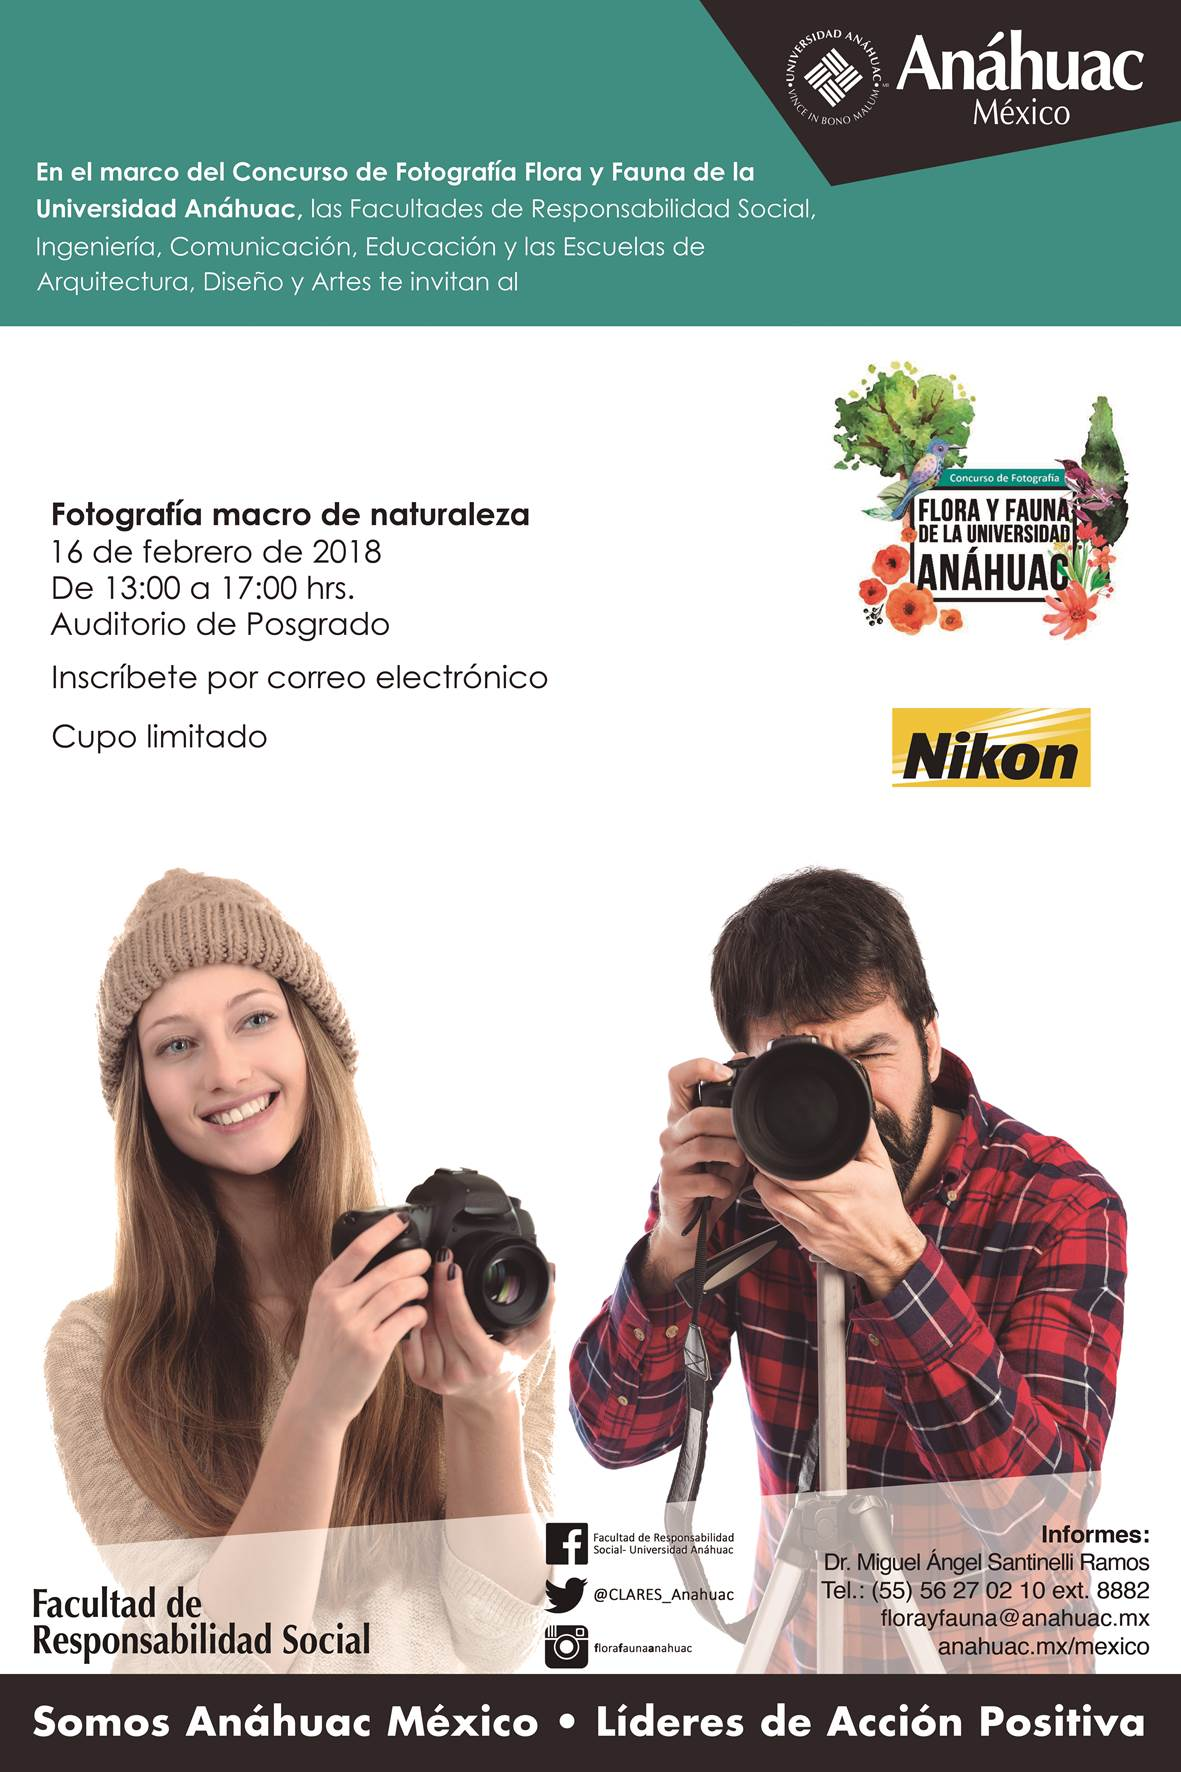 UNIVERSIDAD ANÁHUAC
VINCE IN BONO MALUM
MR
Anáhuac
México
En el marco del Concurso de Fotografía Flora y Fauna de la
Universidad Anáhuac, las Facultades de Responsabilidad Social,
Ingeniería, Comunicación, Educación y las Escuelas de
Arquitectura, Diseño y Artes te invitan al
Concurso de Fotografía
FLORA Y FAUNA
DE LA UNIVERSIDAD
ANÁHUAC
Fotografía macro de naturaleza
16 de febrero de 2018
De 13:00 a 17:00 hrs.
Auditorio de Posgrado
Inscríbete por correo electrónico
Cupo limitado
Nikon
Facultad de
Responsabilidad Social
Facultad de Responsabilidad
Social- Universidad Anáhuac
@CLARES_Anahuac
florafaunaanahuac
Informes:
Dr. Miguel Ángel Santinelli Ramos
Tel.: (55) 56 27 02 10 ext. 8882
florayfauna@anahuac.mx
anahuac.mx/mexico
Somos Anáhuac México • Líderes de Acción Positiva